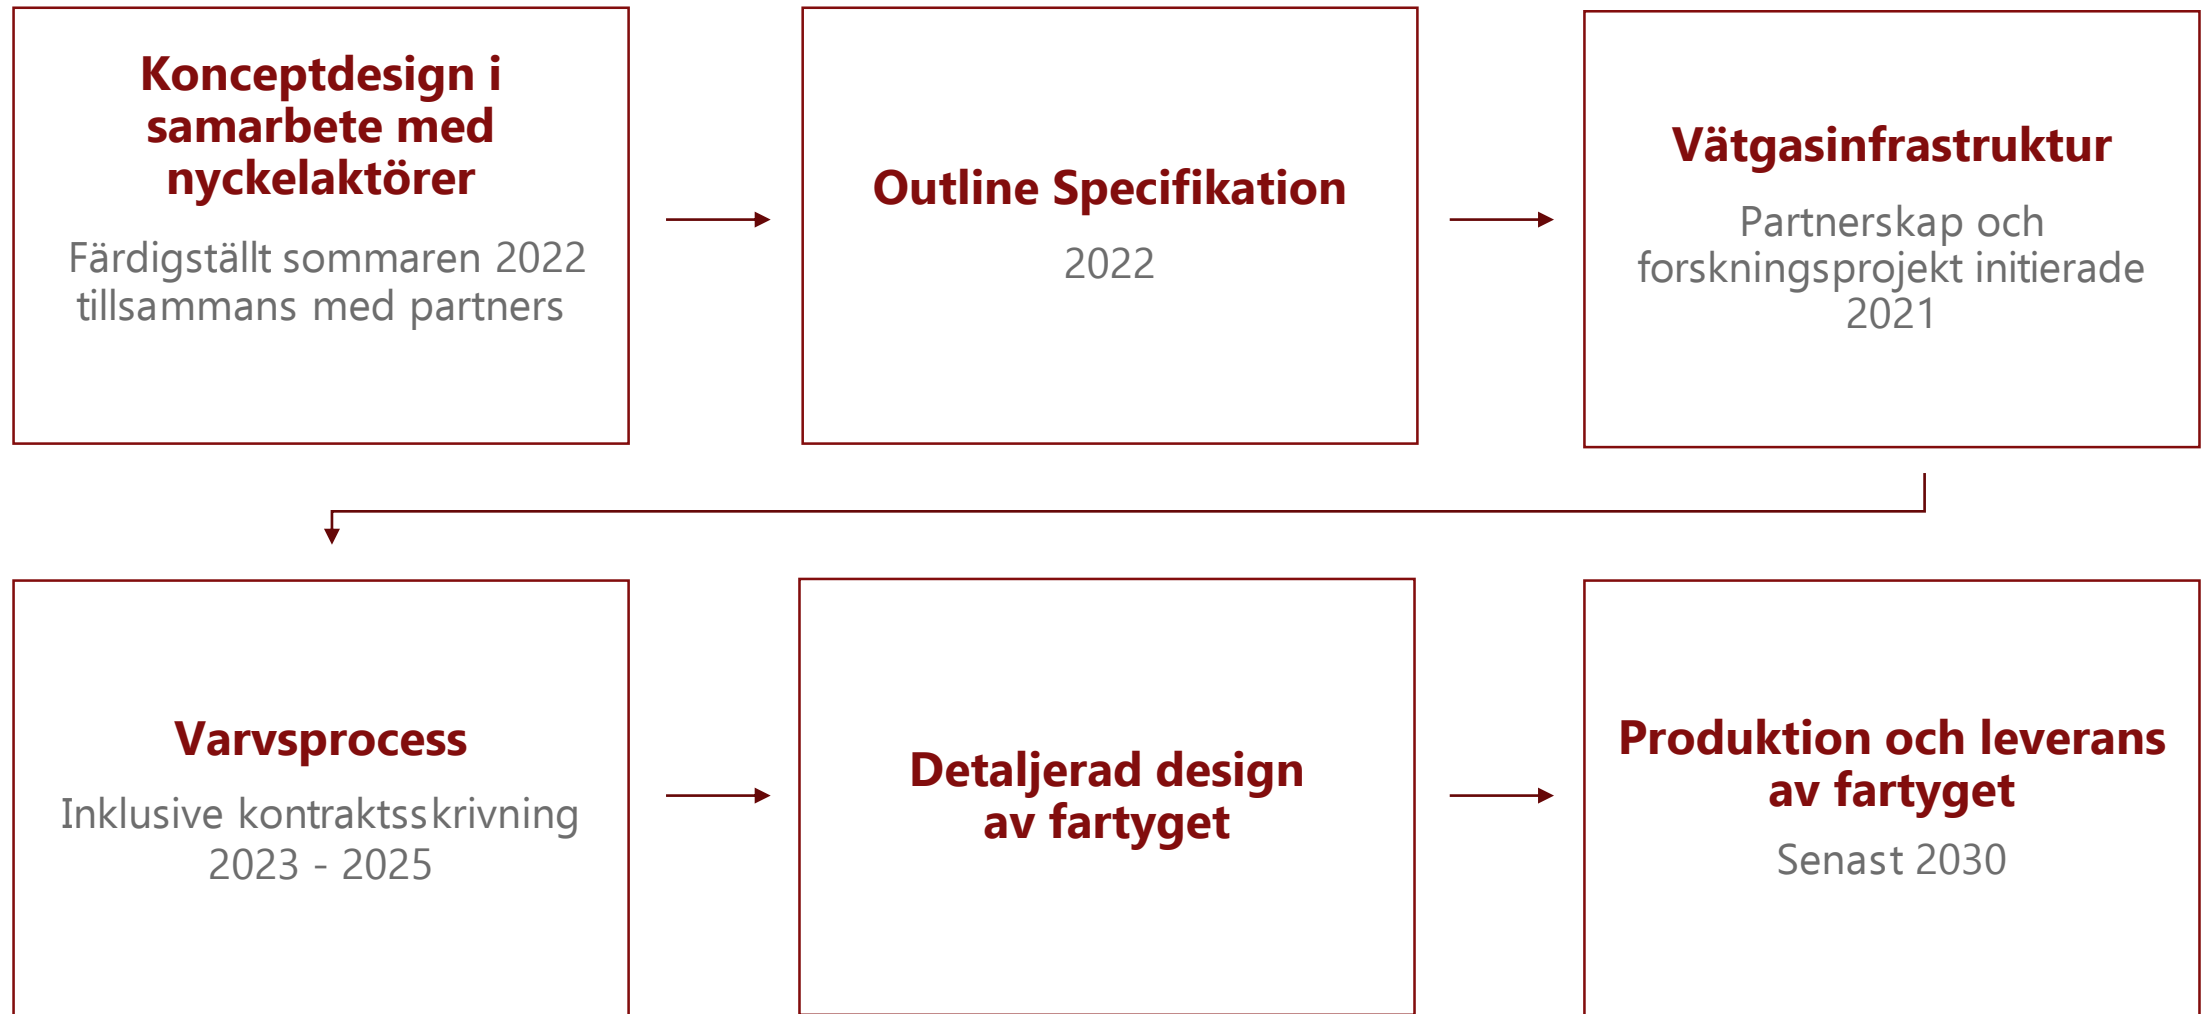 Konceptdesign i
samarbete med
nyckelaktörer
Färdigställt sommaren 2022
tillsammans med partners
Outline Specifikation
2022
Vätgasinfrastruktur
Partnerskap och
forskningsprojekt initierade
2021
Varvsprocess
Inklusive kontraktsskrivning
2023 - 2025
Detaljerad design
av fartyget
Produktion och leverans
av fartyget
Senast 2030